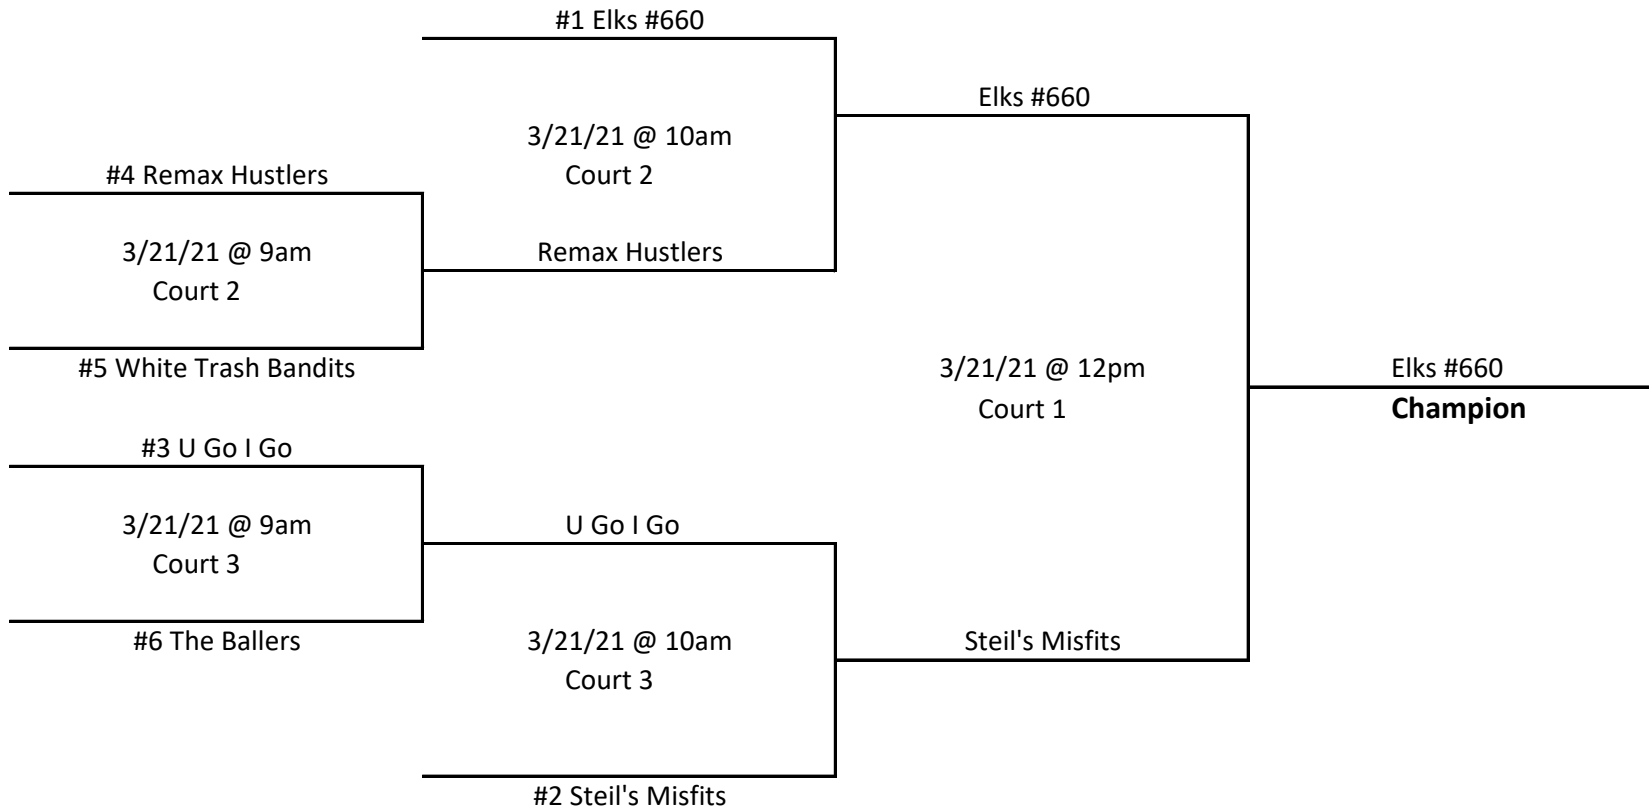 #1 Elks #660
Elks #660
3/21/21 @ 10am
Court 2
#4 Remax Hustlers
3/21/21 @ 9am
Court 2
Remax Hustlers
#5 White Trash Bandits
3/21/21 @ 12pm
Court 1
Elks #660
Champion
#3 U Go I Go
3/21/21 @ 9am
Court 3
U Go I Go
#6 The Ballers
3/21/21 @ 10am
Court 3
Steil's Misfits
#2 Steil's Misfits